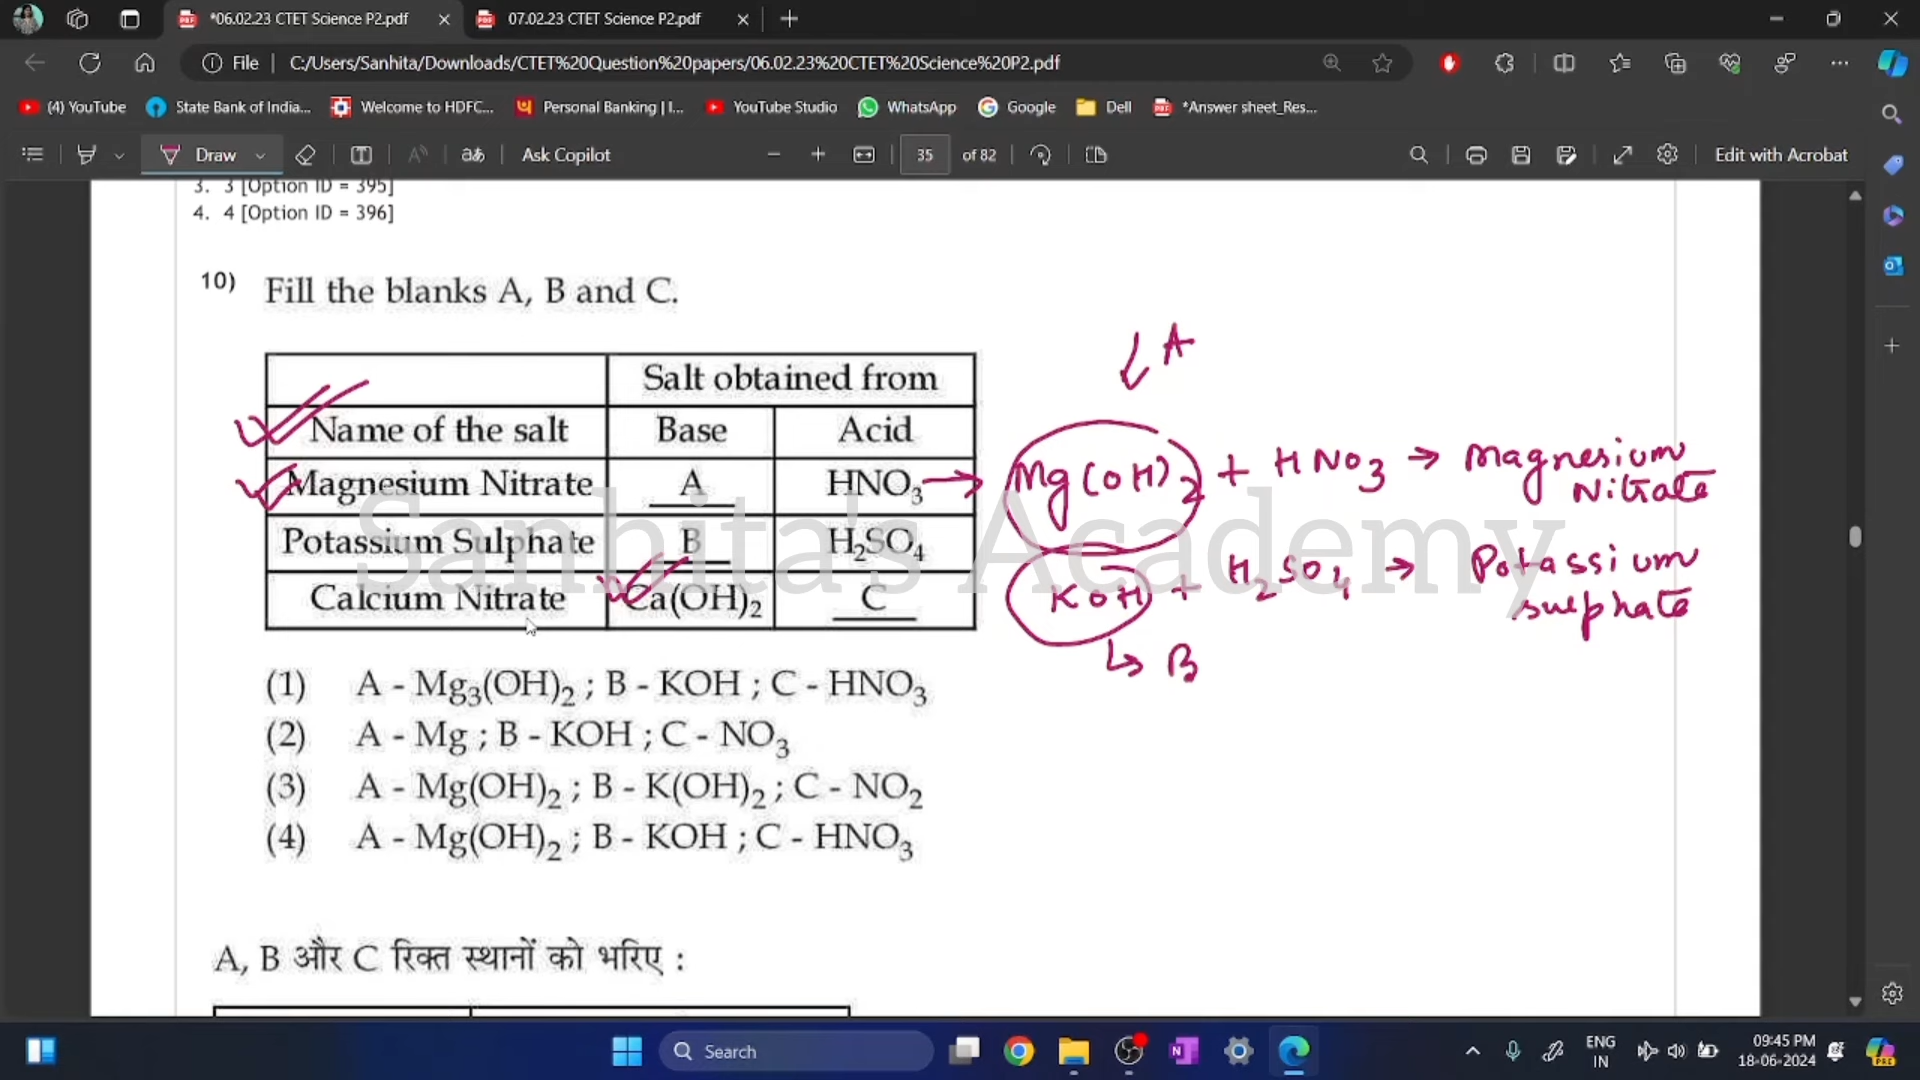 *06.02.23 CTET Science P2.pdf
07.02.23 CTET Science P2.pdf
File
C:/Users/Sanhita/Downloads/CTET%20Question%20papers/06.02.23%20CTET%20Science%20P2.pdf
(4) YouTube
State Bank of India...
Welcome to HDFC...
Personal Banking | I...
YouTube Studio
WhatsApp
Google
Dell
*Answer sheet_Res...
Draw
Ask Copilot
35 of 82
Edit with Acrobat
3. 3 [Option ID = 395]
4. 4 [Option ID = 396]
10) Fill the blanks A, B and C.
Salt obtained from
Name of the salt Base Acid
Magnesium Nitrate A HNO₃
Potassium Sulphate B H₂SO₄
Calcium Nitrate Ca(OH)₂ C
A
Mg(OH)₂ + HNO₃ → Magnesium
Nitrate
KOH + H₂SO₄ → Potassium
sulphate
↳ B
Sanhita's Academy
(1) A - Mg₃(OH)₂ ; B - KOH ; C - HNO₃
(2) A - Mg ; B - KOH ; C - NO₃
(3) A - Mg(OH)₂ ; B - K(OH)₂ ; C - NO₂
(4) A - Mg(OH)₂ ; B - KOH ; C - HNO₃
A, B और C रिक्त स्थानों को भरिए :
Search
ENG
IN
09:45 PM
18-06-2024